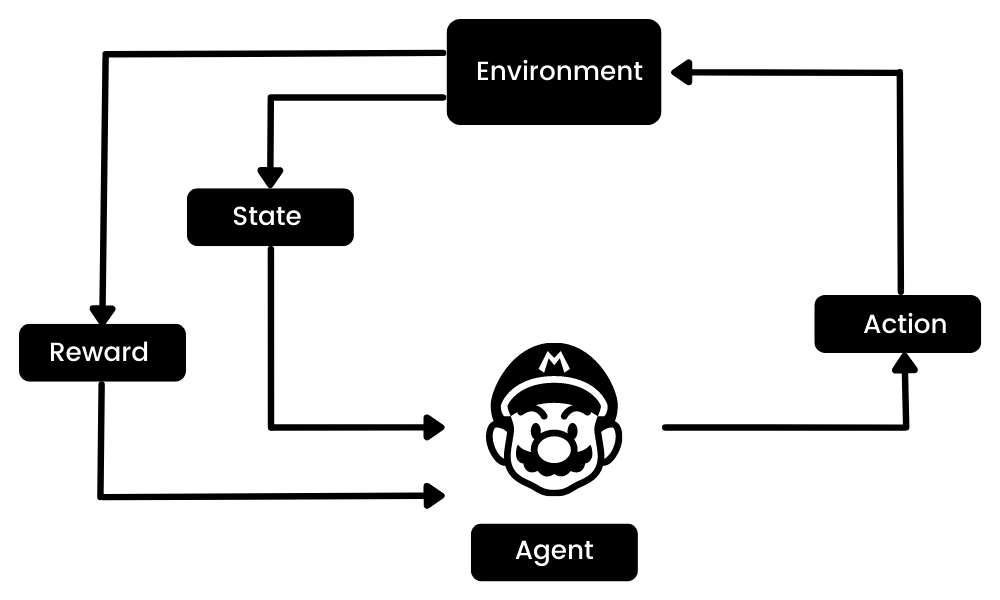 Environment
State
Reward
Action
M
Agent